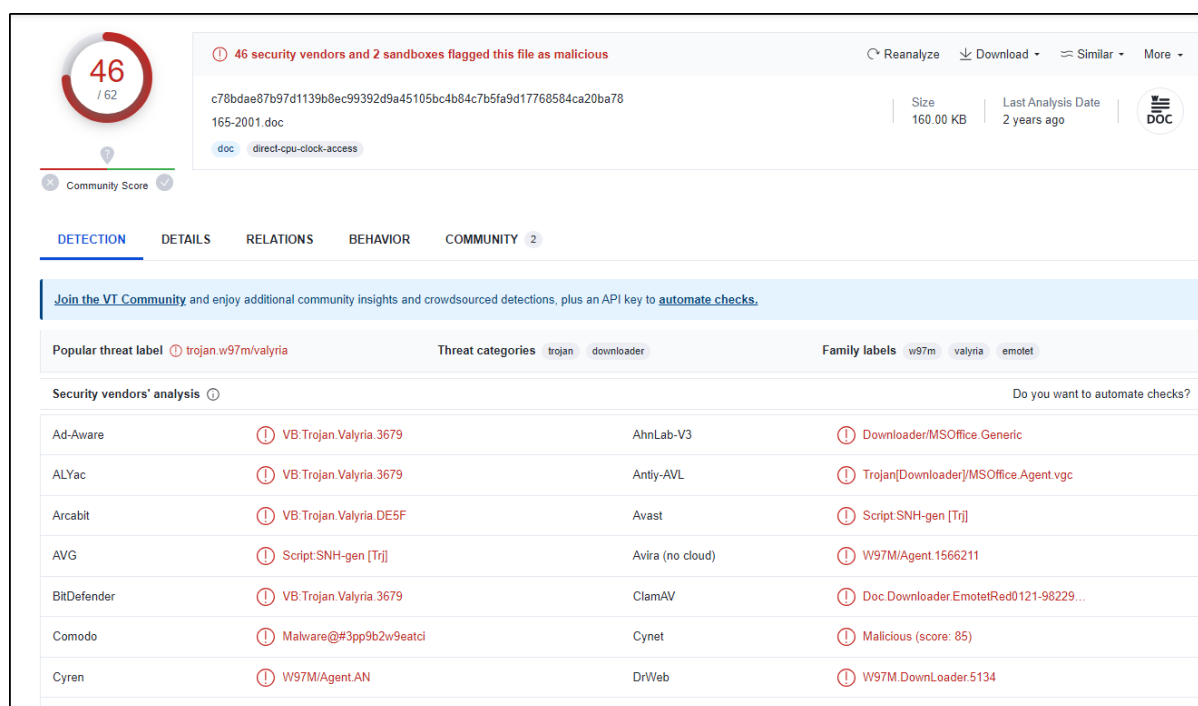 46
/ 62
Community Score
46 security vendors and 2 sandboxes flagged this file as malicious
Reanalyze Download Similar More
c78bdae87b97d1139b8ec99392d9a45105bc4b84c7b5fa9d17768584ca20ba78
165-2001.doc
doc direct-cpu-clock-access
Size
160.00 KB
Last Analysis Date
2 years ago
DOC
DETECTION DETAILS RELATIONS BEHAVIOR COMMUNITY 2
Join the VT Community and enjoy additional community insights and crowdsourced detections, plus an API key to automate checks.
Popular threat label trojan.w97m/valyria Threat categories trojan downloader Family labels w97m valyria emotet
Security vendors' analysis Do you want to automate checks?
Ad-Aware VB:Trojan.Valyria.3679 AhnLab-V3 Downloader/MSOffice.Generic
ALYac VB:Trojan.Valyria.3679 Antiy-AVL Trojan[Downloader]/MSOffice.Agent.vgc
Arcabit VB:Trojan.Valyria.DE5F Avast Script:SNH-gen [Trj]
AVG Script:SNH-gen [Trj] Avira (no cloud) W97M/Agent.1566211
BitDefender VB:Trojan.Valyria.3679 ClamAV Doc.Downloader.EmotetRed0121-98229...
Comodo Malware@#3pp9b2w9eatci Cynet Malicious (score: 85)
Cyren W97M/Agent.AN DrWeb W97M.DownLoader.5134